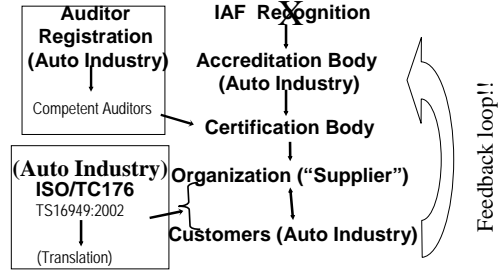 Auditor
Registration
(Auto Industry)
Competent Auditors
IAF Recognition
X
Accreditation Body
(Auto Industry)
Certification Body
(Auto Industry)
ISO/TC176
TS16949:2002
(Translation)
Organization (“Supplier”)
Customers (Auto Industry)
Feedback loop!!